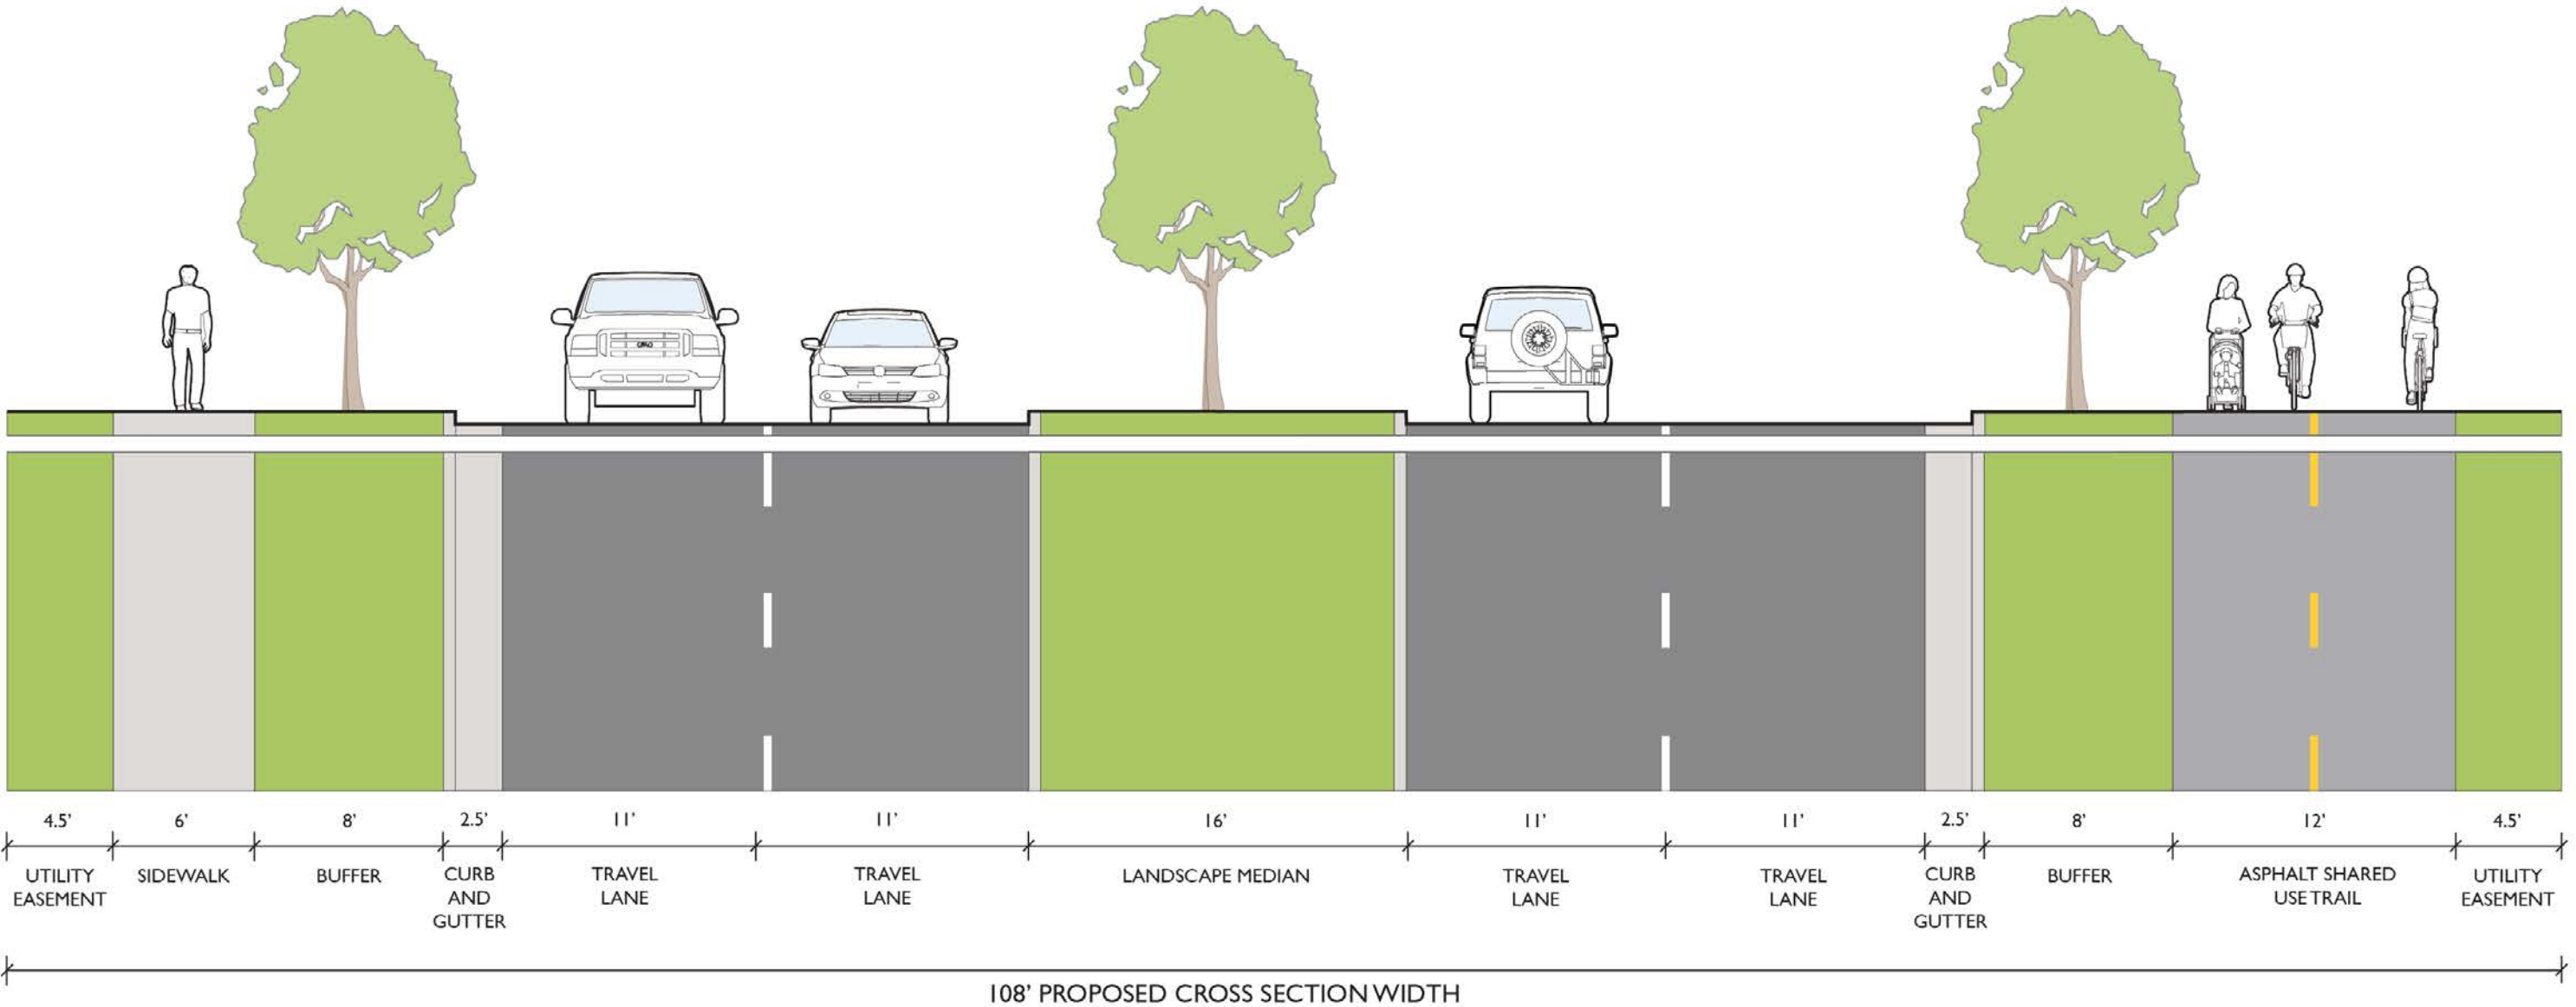 4.5' 6' 8' 2.5' 11' 11' 16' 11' 11' 2.5' 8' 12' 4.5'
UTILITY EASEMENT
SIDEWALK
BUFFER
CURB AND GUTTER
TRAVEL LANE
TRAVEL LANE
LANDSCAPE MEDIAN
TRAVEL LANE
TRAVEL LANE
CURB AND GUTTER
BUFFER
ASPHALT SHARED USE TRAIL
UTILITY EASEMENT
108' PROPOSED CROSS SECTION WIDTH